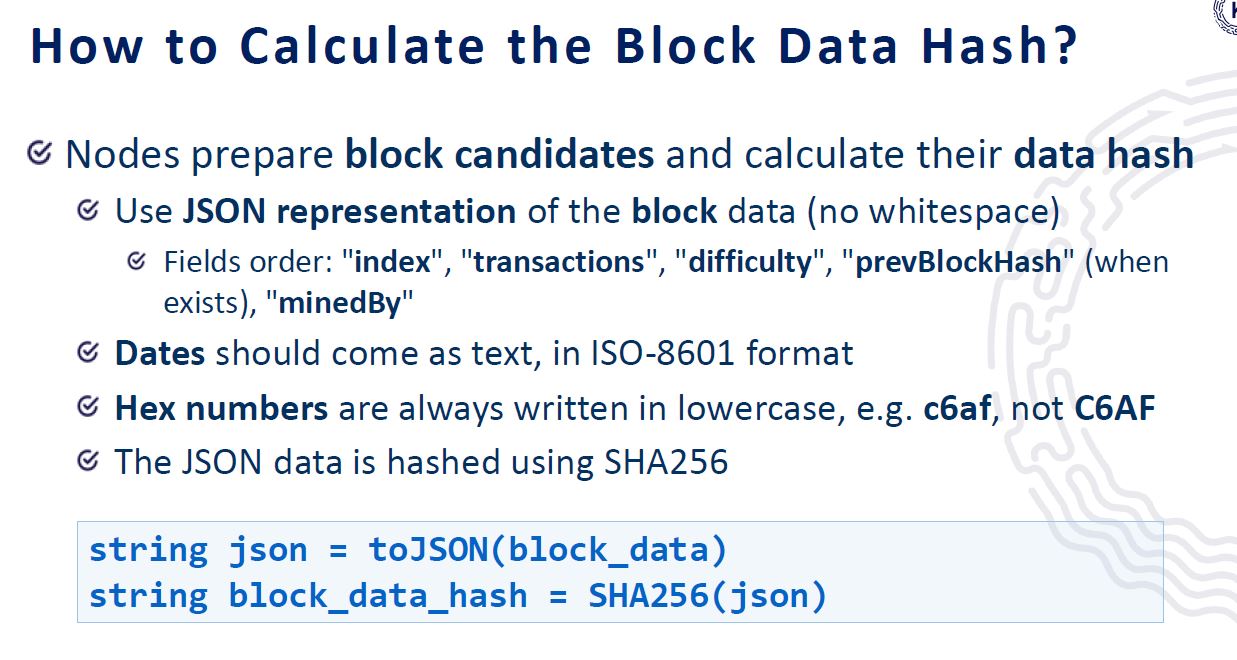 How to Calculate the Block Data Hash?
Nodes prepare block candidates and calculate their data hash
Use JSON representation of the block data (no whitespace)
Fields order: "index", "transactions", "difficulty", "prevBlockHash" (when
exists), "minedBy"
Dates should come as text, in ISO-8601 format
Hex numbers are always written in lowercase, e.g. c6af, not C6AF
The JSON data is hashed using SHA256
string json = toJSON(block_data)
string block_data_hash = SHA256(json)